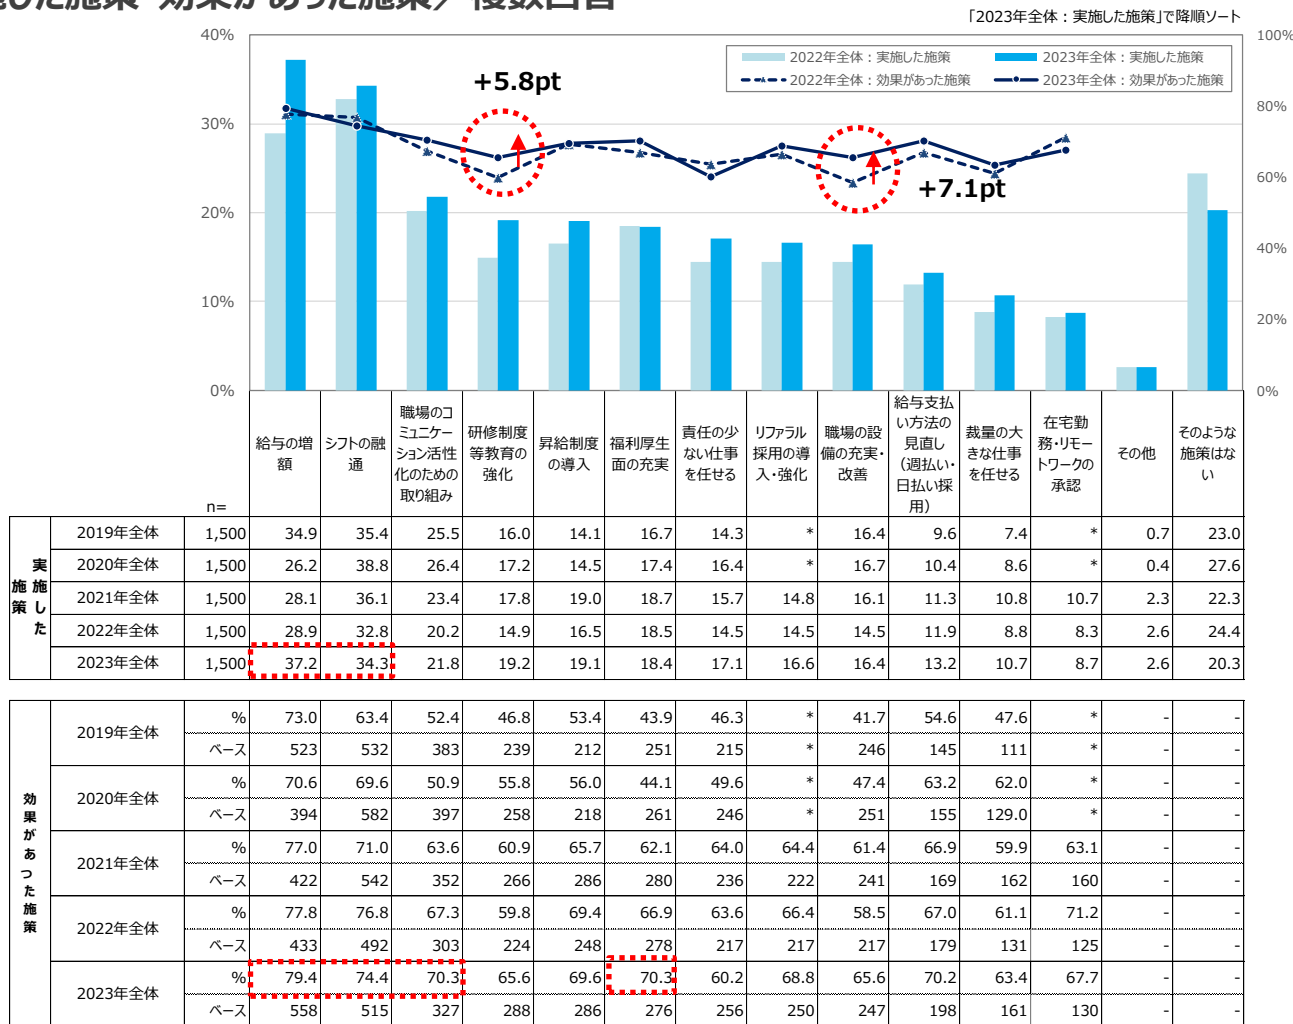 施した施策・効果があった施策／複数回答
「2023年全体：実施した施策」で降順ソート
40%
30%
20%
10%
0%
100%
80%
60%
40%
20%
0%
2022年全体：実施した施策
2023年全体：実施した施策
2022年全体：効果があった施策
2023年全体：効果があった施策
+5.8pt
+7.1pt
n=
給与の増
額
シフトの融
通
職場のコ
ミュニケー
ション活性
化のための
取り組み
研修制度
等教育の
強化
昇給制度
の導入
福利厚生
面の充実
責任の少
ない仕事
を任せる
リファラル
採用の導
入・強化
職場の設
備の充実・
改善
給与支払
い方法の
見直し
（週払い・
日払い採
用）
裁量の大
きな仕事
を任せる
在宅勤
務・リモー
トワークの
承認
その他
そのような
施策はな
い
実施した
施策
2019年全体 1,500 34.9 35.4 25.5 16.0 14.1 16.7 14.3 * 16.4 9.6 7.4 * 0.7 23.0
2020年全体 1,500 26.2 38.8 26.4 17.2 14.5 17.4 16.4 * 16.7 10.4 8.6 * 0.4 27.6
2021年全体 1,500 28.1 36.1 23.4 17.8 19.0 18.7 15.7 14.8 16.1 11.3 10.8 10.7 2.3 22.3
2022年全体 1,500 28.9 32.8 20.2 14.9 16.5 18.5 14.5 14.5 14.5 11.9 8.8 8.3 2.6 24.4
2023年全体 1,500 37.2 34.3 21.8 19.2 19.1 18.4 17.1 16.6 16.4 13.2 10.7 8.7 2.6 20.3
効果があった施策
2019年全体
% 73.0 63.4 52.4 46.8 53.4 43.9 46.3 * 41.7 54.6 47.6 * - -
ベース 523 532 383 239 212 251 215 * 246 145 111 * - -
2020年全体
% 70.6 69.6 50.9 55.8 56.0 44.1 49.6 * 47.4 63.2 62.0 * - -
ベース 394 582 397 258 218 261 246 * 251 155 129.0 * - -
2021年全体
% 77.0 71.0 63.6 60.9 65.7 62.1 64.0 64.4 61.4 66.9 59.9 63.1 - -
ベース 422 542 352 266 286 280 236 222 241 169 162 160 - -
2022年全体
% 77.8 76.8 67.3 59.8 69.4 66.9 63.6 66.4 58.5 67.0 61.1 71.2 - -
ベース 433 492 303 224 248 278 217 217 217 179 131 125 - -
2023年全体
% 79.4 74.4 70.3 65.6 69.6 70.3 60.2 68.8 65.6 70.2 63.4 67.7 - -
ベース 558 515 327 288 286 276 256 250 247 198 161 130 - -